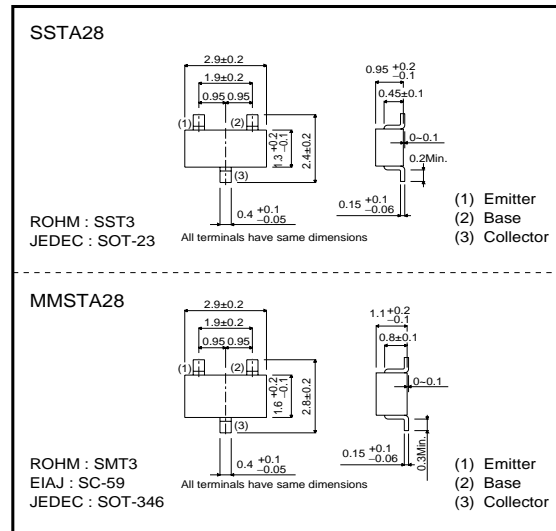 SSTA28
2.9±0.2
1.9±0.2
0.95 0.95
(1) (2)
(3)
1.3 +0.2 −0.1
2.4±0.2
0.4 +0.1 −0.05
All terminals have same dimensions
0.95 +0.2 −0.1
0.45±0.1
0~0.1
0.2Min.
0.15 +0.1 −0.06
ROHM : SST3
JEDEC : SOT-23
(1) Emitter
(2) Base
(3) Collector
MMSTA28
2.9±0.2
1.9±0.2
0.95 0.95
(1) (2)
(3)
1.6 +0.2 −0.1
2.8±0.2
0.4 +0.1 −0.05
All terminals have same dimensions
1.1 +0.2 −0.1
0.8±0.1
0~0.1
0.3Min.
0.15 +0.1 −0.06
ROHM : SMT3
EIAJ : SC-59
JEDEC : SOT-346
(1) Emitter
(2) Base
(3) Collector